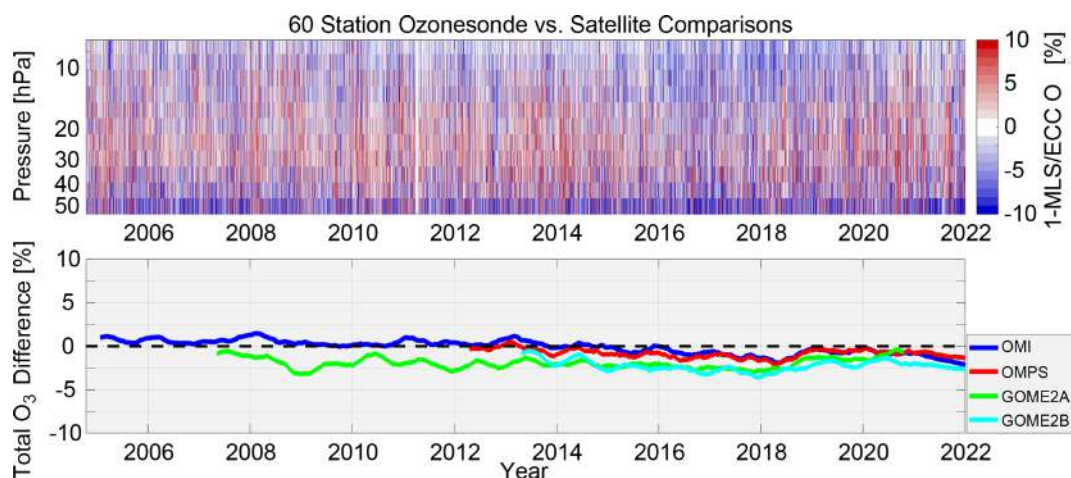 60 Station Ozonesonde vs. Satellite Comparisons
Pressure [hPa]
10
20
30
40
50
2006 2008 2010 2012 2014 2016 2018 2020 2022
10
5
0
-5
-10
1-MLS/ECC O [%]
Total O3 Difference [%]
10
5
0
-5
-10
2006 2008 2010 2012 2014 2016 2018 2020 2022
Year
OMI
OMPS
GOME2A
GOME2B